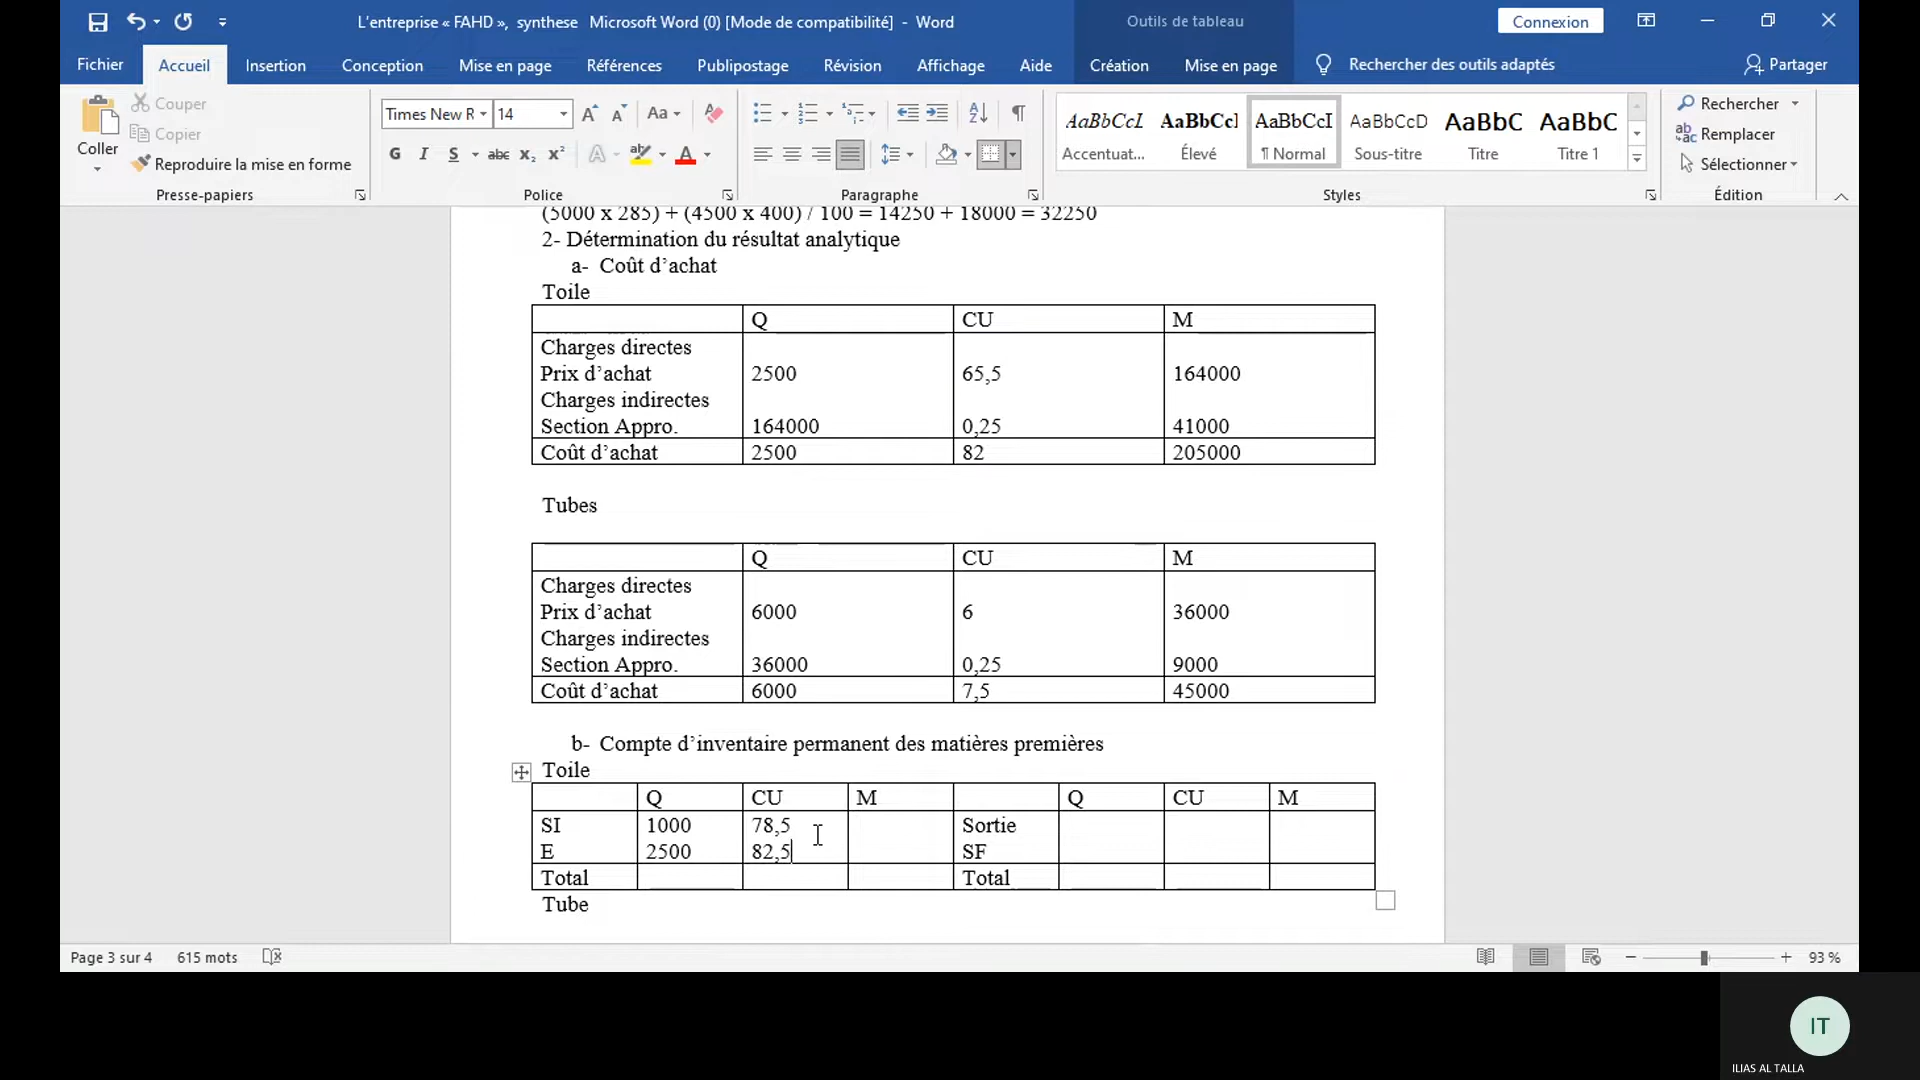 L'entreprise « FAHD », synthese Microsoft Word (0) [Mode de compatibilité] - Word
Outils de tableau
Connexion
Fichier Accueil Insertion Conception Mise en page Références Publipostage Révision Affichage Aide Création Mise en page Rechercher des outils adaptés Partager
Coller
Couper
Copier
Reproduire la mise en forme
Presse-papiers
Times New R 14
G I S abc x₂ x²
Police
Paragraphe
AaBbCcI AaBbCcI AaBbCcI AaBbCcD AaBbC AaBbC
Accentuat... Élevé ¶ Normal Sous-titre Titre Titre 1
Styles
Rechercher
Remplacer
Sélectionner
Édition
(5000 x 285) + (4500 x 400) / 100 = 14250 + 18000 = 32250
2- Détermination du résultat analytique
a- Coût d’achat
Toile
Q CU M
Charges directes
Prix d’achat 2500 65,5 164000
Charges indirectes
Section Appro. 164000 0,25 41000
Coût d’achat 2500 82 205000
Tubes
Q CU M
Charges directes
Prix d’achat 6000 6 36000
Charges indirectes
Section Appro. 36000 0,25 9000
Coût d’achat 6000 7,5 45000
b- Compte d’inventaire permanent des matières premières
Toile
Q CU M Q CU M
SI 1000 78,5 Sortie
E 2500 82,5 SF
Total Total
Tube
Page 3 sur 4 615 mots 93 %
IT
ILIAS AL TALLA